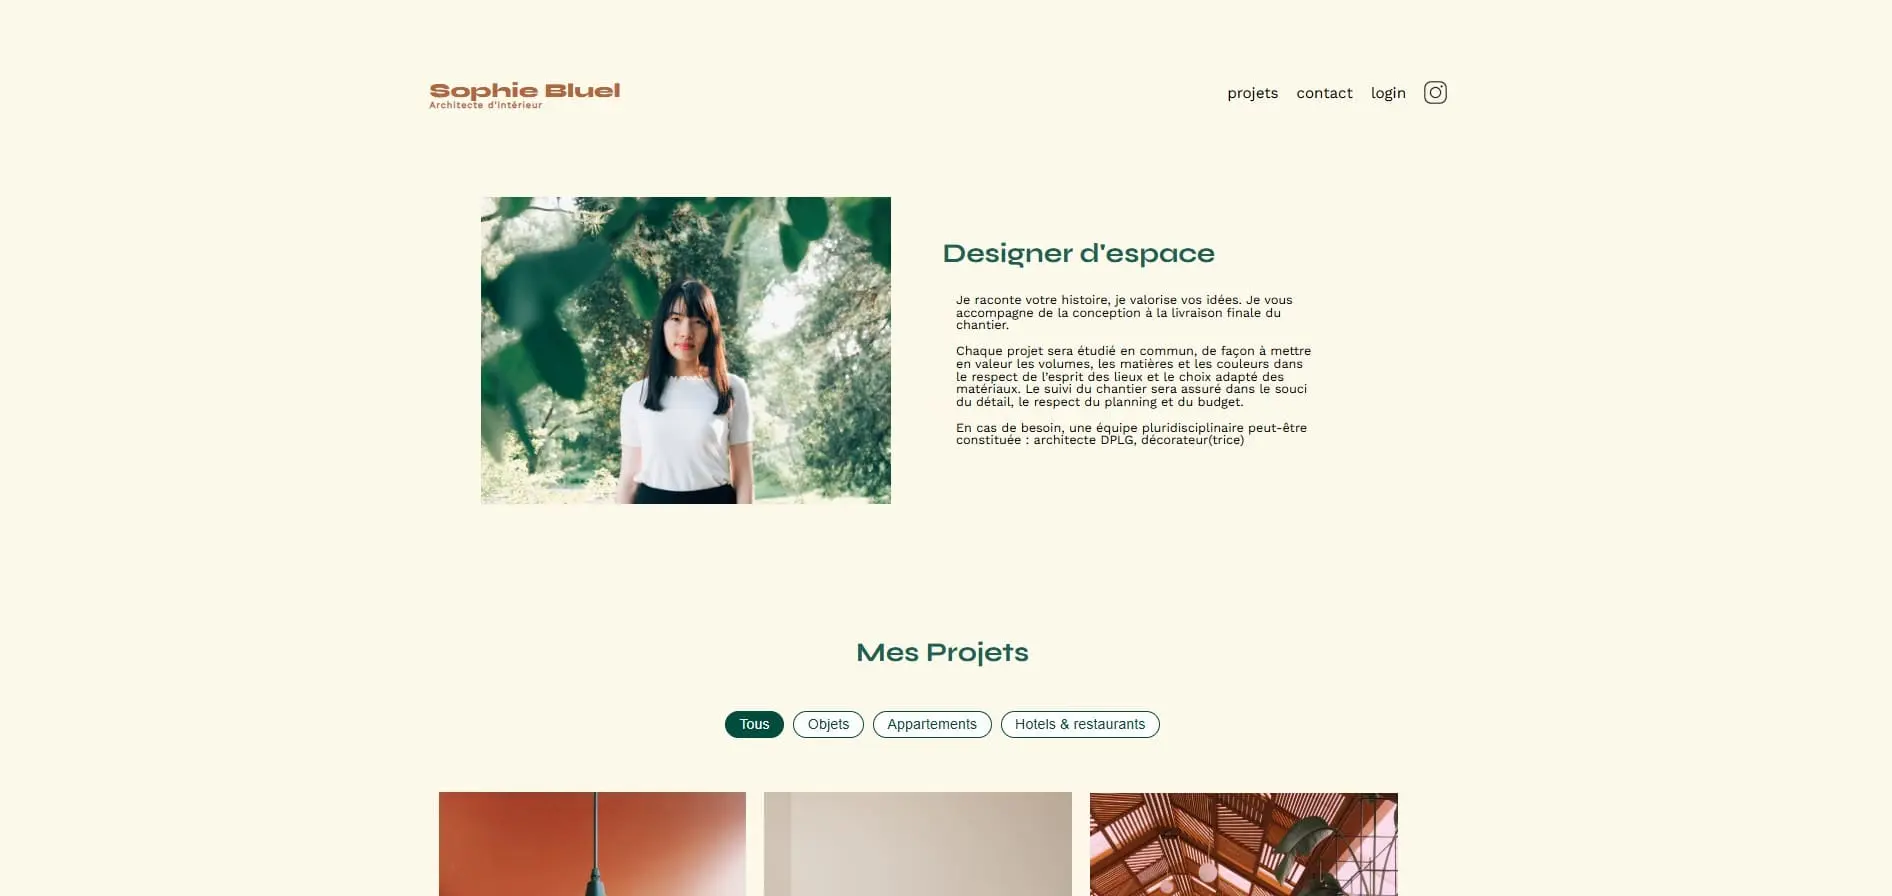 Sophie Bluel
Architecte d'intérieur
projets
contact
login
Designer d'espace
Je raconte votre histoire, je valorise vos idées. Je vous
accompagne de la conception à la livraison finale du
chantier.
Chaque projet sera étudié en commun, de façon à mettre
en valeur les volumes, les matières et les couleurs dans
le respect de l'esprit des lieux et le choix adapté des
matériaux. Le suivi du chantier sera assuré dans le souci
du détail, le respect du planning et du budget.
En cas de besoin, une équipe pluridisciplinaire peut-être
constituée : architecte DPLG, décorateur(trice)
Mes Projets
Tous
Objets
Appartements
Hotels & restaurants